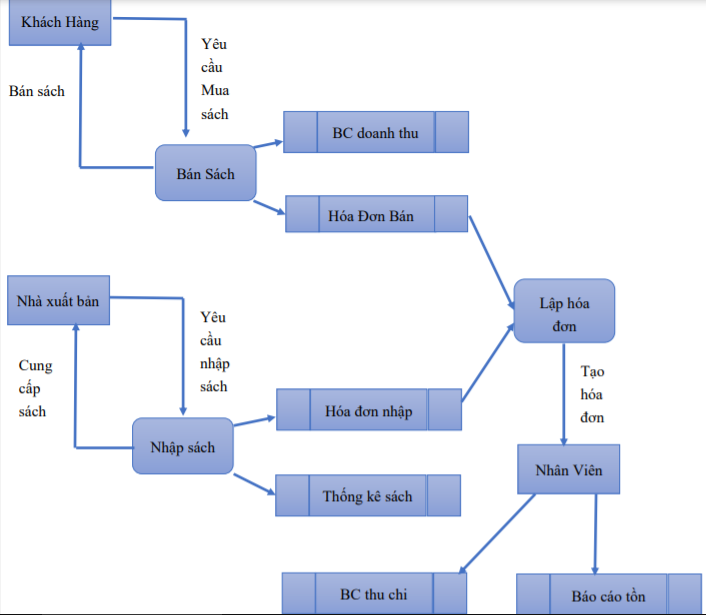 Khách Hàng
Yêu
cầu
Mua
sách
Bán sách
BC doanh thu
Bán Sách
Hóa Đơn Bán
Nhà xuất bản
Yêu
cầu
nhập
sách
Lập hóa
đơn
Cung
cấp
sách
Tạo
hóa
đơn
Hóa đơn nhập
Nhập sách
Nhân Viên
Thống kê sách
BC thu chi
Báo cáo tồn